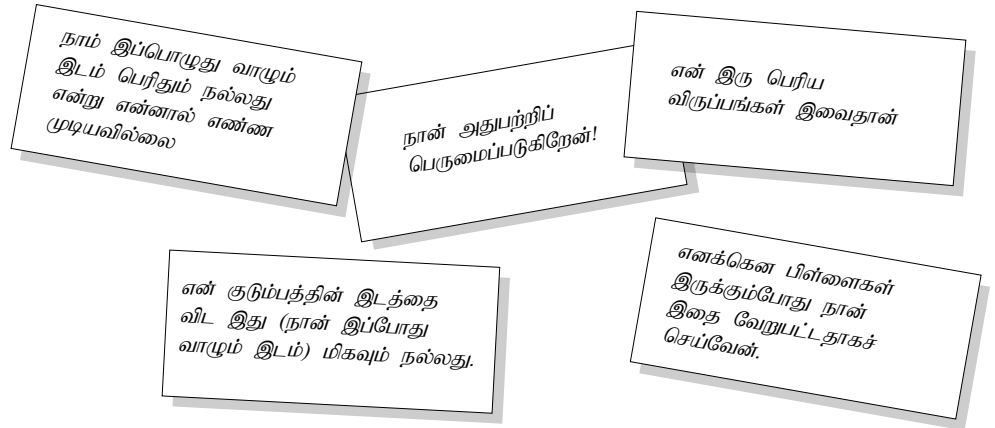 நாம் இப்பொழுது வாழும்
இடம் பெரிதும் நல்லது
என்று என்னால் எண்ண
முடியவில்லை
நான் அதுபற்றிப்
பெருமைப்படுகிறேன்!
என் இரு பெரிய
விருப்பங்கள் இவைதான்
என் குடும்பத்தின் இடத்தை
விட இது (நான் இப்போது
வாழும் இடம்) மிகவும் நல்லது.
எனக்கென பிள்ளைகள்
இருக்கும்போது நான்
இதை வேறுபட்டதாகச்
செய்வேன்.